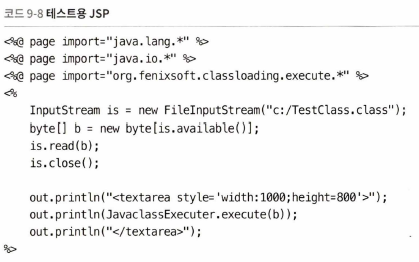 코드 9-8 테스트용 JSP
<%@ page import="java.lang.*" %>
<%@ page import="java.io.*" %>
<%@ page import="org.fenixsoft.classloading.execute.*" %>
<%
InputStream is = new FileInputStream("c:/TestClass.class");
byte[] b = new byte[is.available()];
is.read(b);
is.close();
out.println("<textarea style='width:1000;height=800'>");
out.println(JavaclassExecuter.execute(b));
out.println("</textarea>");
%>